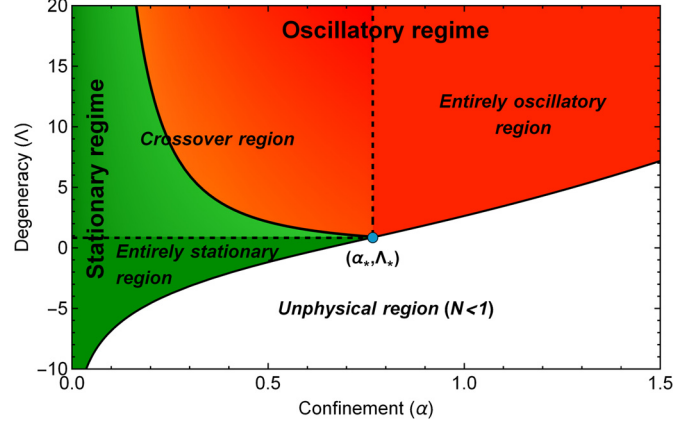 20
15
10
5
0
−5
−10
Degeneracy (Λ)
Oscillatory regime
Stationary regime
Entirely oscillatory
region
Crossover region
Entirely stationary
region
(α*,Λ*)
Unphysical region (N<1)
0.0
0.5
1.0
1.5
Confinement (α)